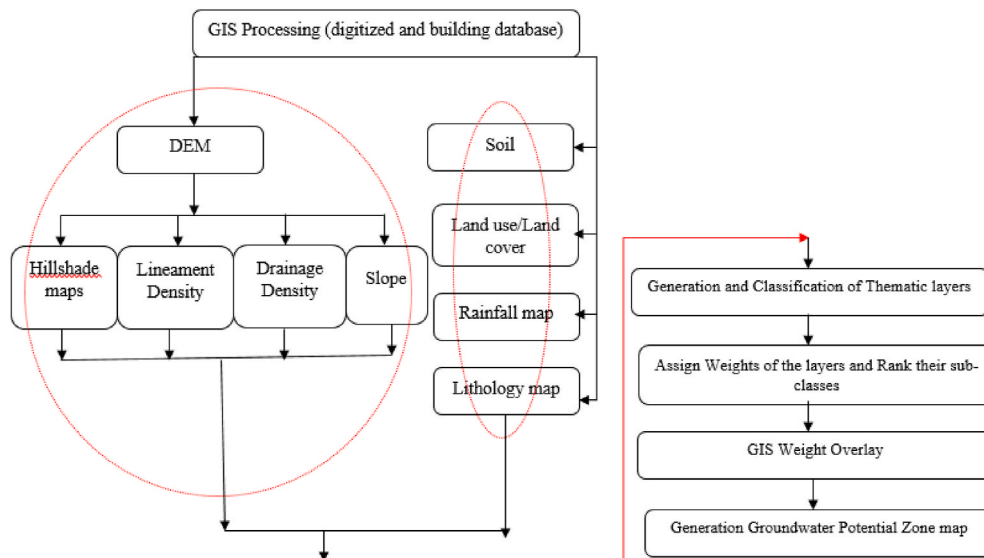 GIS Processing (digitized and building database)
DEM
Hillshade
maps
Lineament
Density
Drainage
Density
Slope
Soil
Land use/Land
cover
Rainfall map
Lithology map
Generation and Classification of Thematic layers
Assign Weights of the layers and Rank their sub-
classes
GIS Weight Overlay
Generation Groundwater Potential Zone map